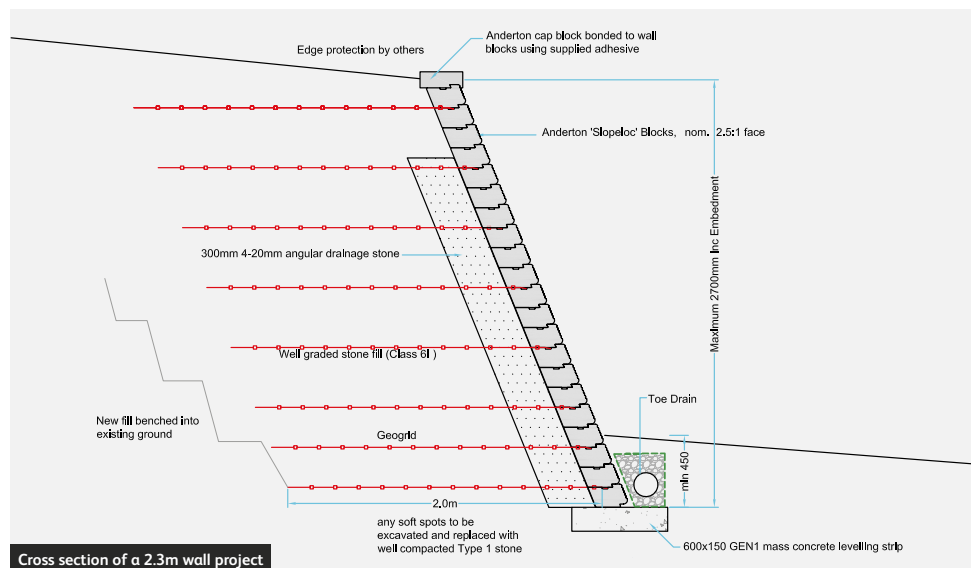 Anderton cap block bonded to wall
blocks using supplied adhesive
Edge protection by others
Anderton 'Slopeloc' Blocks, nom. 2.5:1 face
Maximum 2700mm Inc Embedment
300mm 4-20mm angular drainage stone
Well graded stone fill (Class 6I )
New fill benched into
existing ground
Toe Drain
Geogrid
min 450
2.0m
any soft spots to be
excavated and replaced with
well compacted Type 1 stone
600x150 GEN1 mass concrete levelling strip
Cross section of a 2.3m wall project